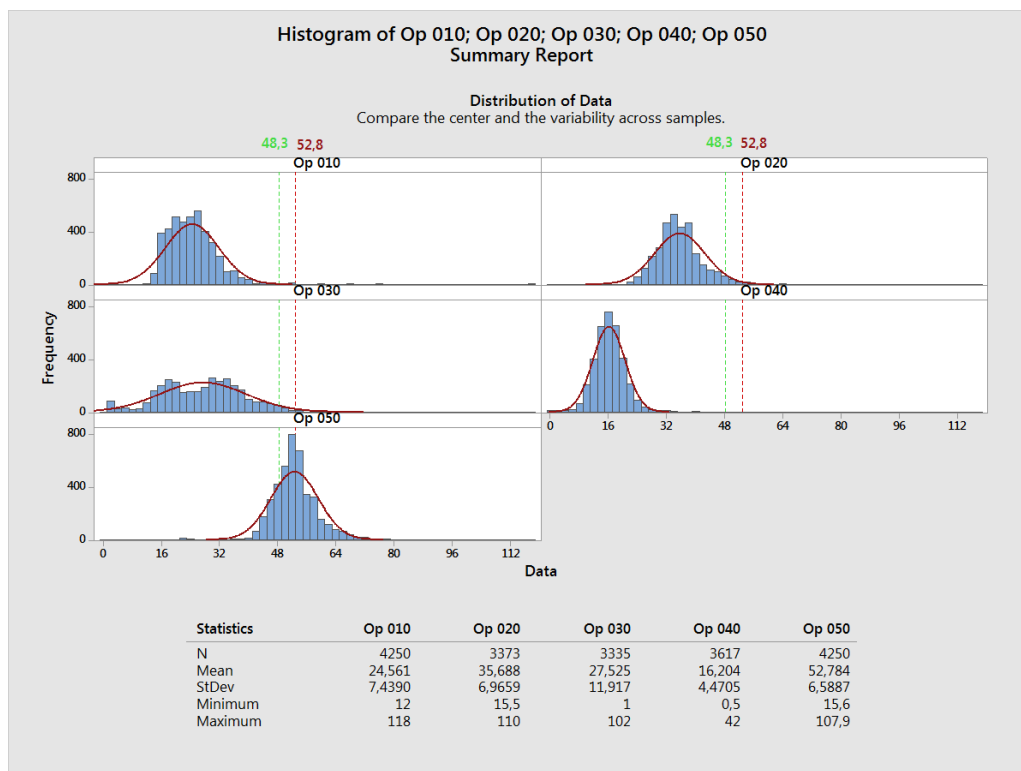 Histogram of Op 010; Op 020; Op 030; Op 040; Op 050
Summary Report
Distribution of Data
Compare the center and the variability across samples.
48,3 52,8 48,3 52,8
Op 010 Op 020
800
400
0
Op 030 Op 040
800
400
0
0 16 32 48 64 80 96 112
Op 050
800
400
0
0 16 32 48 64 80 96 112
Frequency
Data
Statistics Op 010 Op 020 Op 030 Op 040 Op 050
N 4250 3373 3335 3617 4250
Mean 24,561 35,688 27,525 16,204 52,784
StDev 7,4390 6,9659 11,917 4,4705 6,5887
Minimum 12 15,5 1 0,5 15,6
Maximum 118 110 102 42 107,9